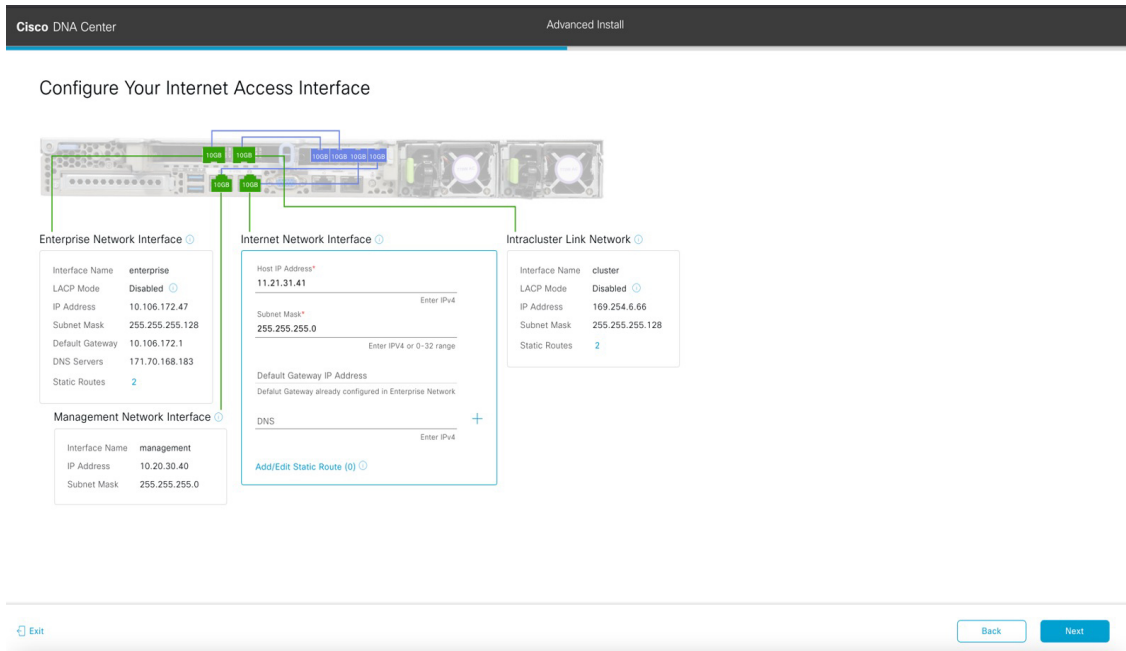 Cisco DNA Center
Advanced Install
Configure Your Internet Access Interface
10GB 10GB 10GB 10GB 10GB 10GB
10GB 10GB
Enterprise Network Interface
Interface Name enterprise
LACP Mode Disabled
IP Address 10.106.172.47
Subnet Mask 255.255.255.128
Default Gateway 10.106.172.1
DNS Servers 171.70.168.183
Static Routes 2
Management Network Interface
Interface Name management
IP Address 10.20.30.40
Subnet Mask 255.255.255.0
Internet Network Interface
Host IP Address*
11.21.31.41
Enter IPv4
Subnet Mask*
255.255.255.0
Enter IPV4 or 0-32 range
Default Gateway IP Address
Defalut Gateway already configured in Enterprise Network
DNS
+
Enter IPv4
Add/Edit Static Route (0)
Intracluster Link Network
Interface Name cluster
LACP Mode Disabled
IP Address 169.254.6.66
Subnet Mask 255.255.255.128
Static Routes 2
Exit
Back
Next